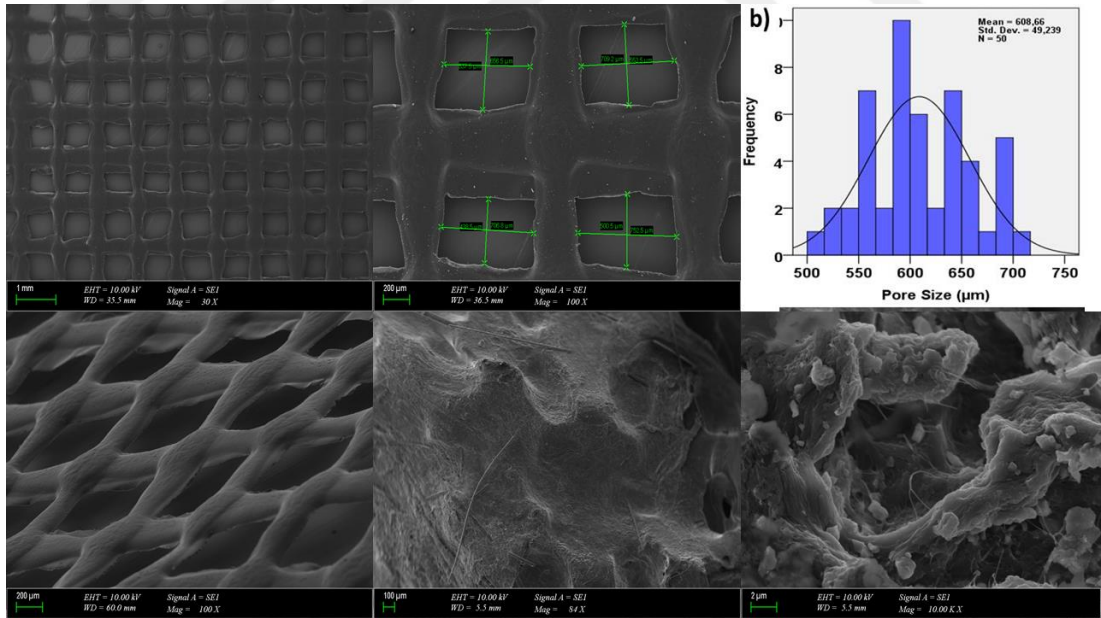 b)
Mean = 608,66
Std. Dev. = 49,239
N = 50
Frequency
10
8
6
4
2
0
500 550 600 650 700 750
Pore Size (µm)
1 mm
EHT = 10.00 kV
WD = 35.5 mm
Signal A = SE1
Mag = 30 X
200 µm
EHT = 10.00 kV
WD = 36.5 mm
Signal A = SE1
Mag = 100 X
200 µm
EHT = 10.00 kV
WD = 60.0 mm
Signal A = SE1
Mag = 100 X
100 µm
EHT = 10.00 kV
WD = 5.5 mm
Signal A = SE1
Mag = 84 X
2 µm
EHT = 10.00 kV
WD = 5.5 mm
Signal A = SE1
Mag = 10.00 K X